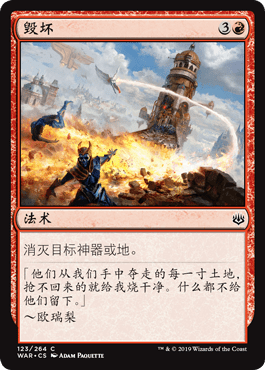 毁坏 3
法术
消灭目标神器或地。
「他们从我们手中夺走的每一寸土地，
抢不回来的就给我烧干净。什么都不给
他们留下。」
～欧瑞梨
123/264 C
WAR • CS ADAM PAQUETTE
™ & © 2019 Wizards of the Coast